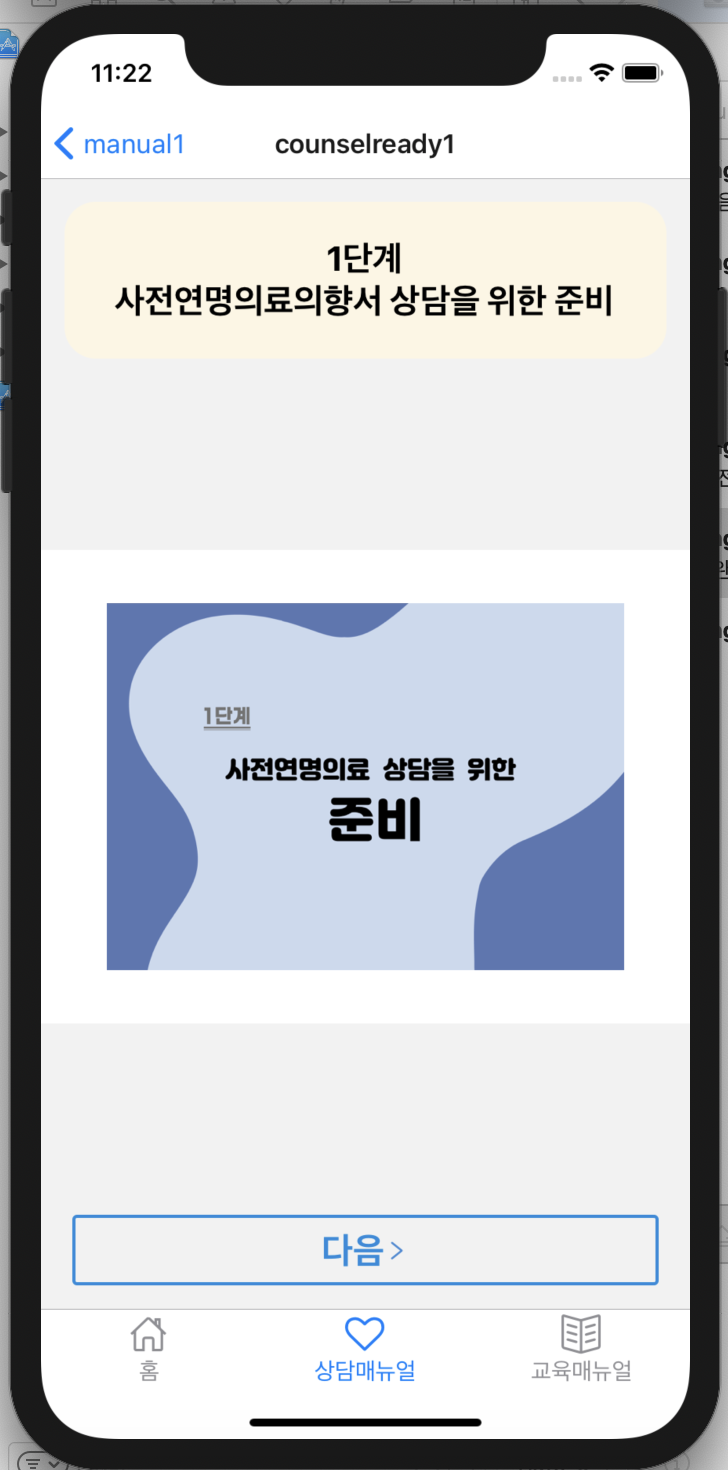 11:22
manual1
counselready1
1단계
사전연명의료의향서 상담을 위한 준비
1단계
사전연명의료 상담을 위한
준비
다음 >
홈
상담매뉴얼
교육매뉴얼